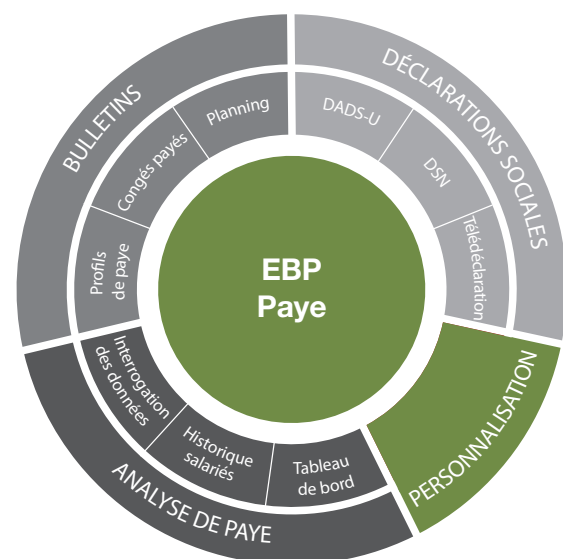 BULLETINS
Planning
Congés payés
Profils
de paye
DÉCLARATIONS SOCIALES
DADS-U
DSN
Télédéclaration
EBP
Paye
PERSONNALISATION
ANALYSE DE PAYE
Interrogation
des données
Historique
salariés
Tableau
de bord